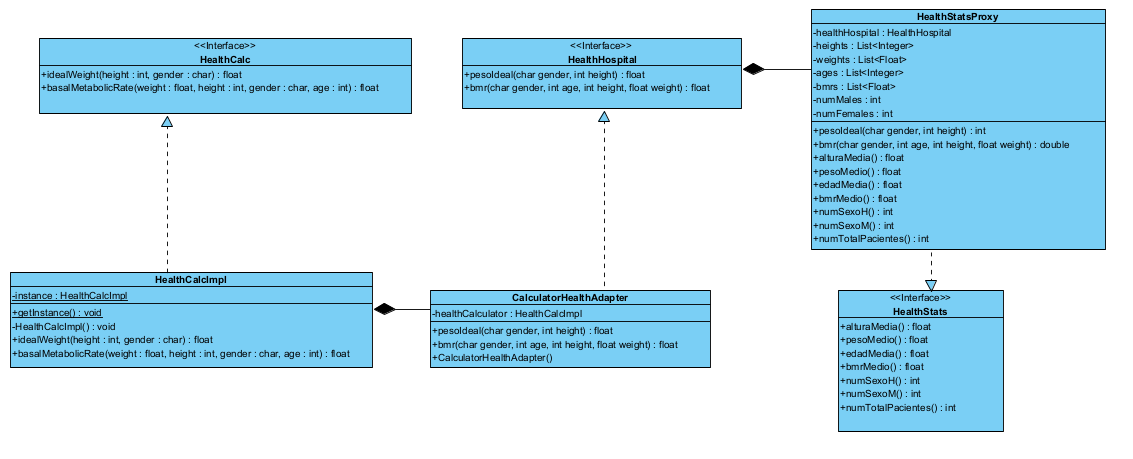 <<Interface>>
HealthCalc
+idealWeight(height : int, gender : char) : float
+basalMetabolicRate(weight : float, height : int, gender : char, age : int) : float
<<Interface>>
HealthHospital
+pesoIdeal(char gender, int height) : float
+bmr(char gender, int age, int height, float weight) : float
HealthStatsProxy
-healthHospital : HealthHospital
-heights : List<Integer>
-weights : List<Float>
-ages : List<Integer>
-bmrs : List<Float>
-numMales : int
-numFemales : int
+pesoIdeal(char gender, int height) : int
+bmr(char gender, int age, int height, float weight) : double
+alturaMedia() : float
+pesoMedio() : float
+edadMedia() : float
+bmrMedio() : float
+numSexoH() : int
+numSexoM() : int
+numTotalPacientes() : int
HealthCalcImpl
-instance : HealthCalcImpl
+getInstance() : void
-HealthCalcImpl() : void
+idealWeight(height : int, gender : char) : float
+basalMetabolicRate(weight : float, height : int, gender : char, age : int) : float
CalculatorHealthAdapter
-healthCalculator : HealthCalcImpl
+pesoIdeal(char gender, int height) : float
+bmr(char gender, int age, int height, float weight) : float
+CalculatorHealthAdapter()
<<Interface>>
HealthStats
+alturaMedia() : float
+pesoMedio() : float
+edadMedia() : float
+bmrMedio() : float
+numSexoH() : int
+numSexoM() : int
+numTotalPacientes() : int